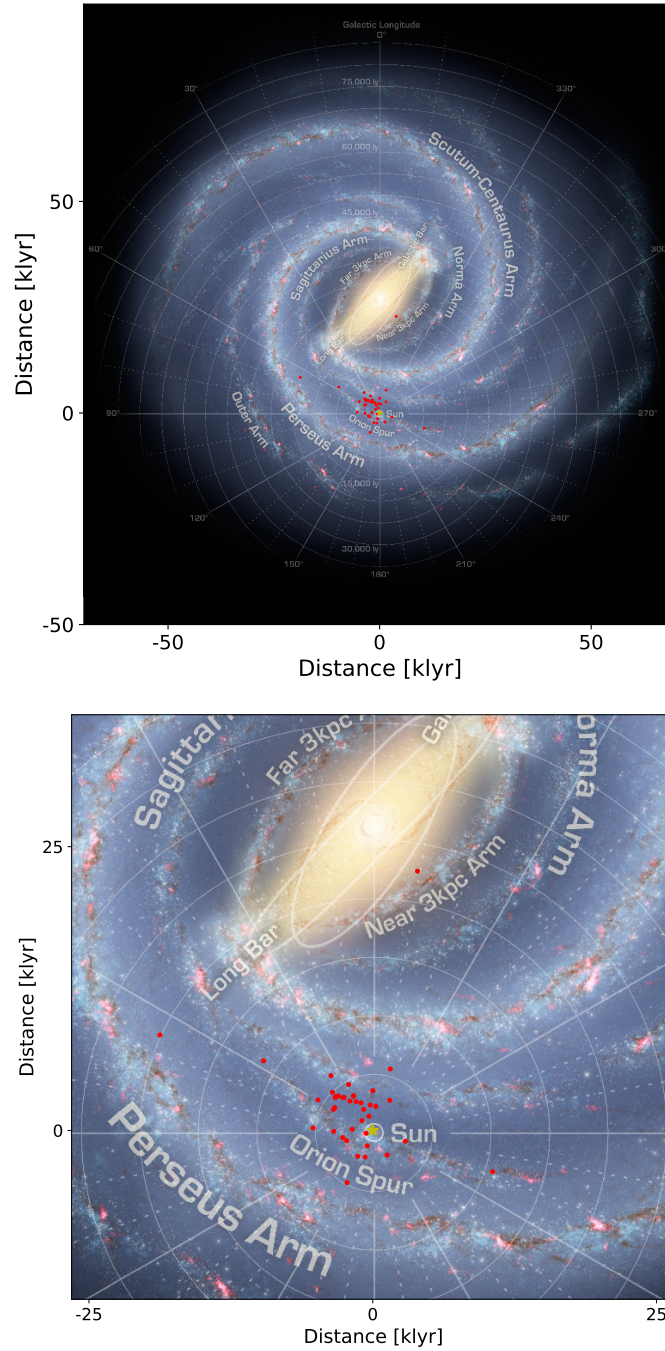 Galactic Longitude
0°
30°
330°
75,000 ly
60,000 ly
Scutum-Centaurus Arm
45,000 ly
50
60°
Sagittarius Arm
Far 3kpc Arm
Galactic Bar
Norma Arm
300
Near 3kpc Arm
Long Bar
Distance [klyr]
0
Sun
Orion Spur
Perseus Arm
Outer Arm
270°
15,000 ly
120°
240°
30,000 ly
150°
210°
180°
-50
-50
0
50
Distance [klyr]
Sagittari
Far 3kpc A
Ga
orma Arm
25
Near 3kpc Arm
Long Bar
Distance [klyr]
0
Sun
Orion Spur
Perseus Arm
-25
0
25
Distance [klyr]